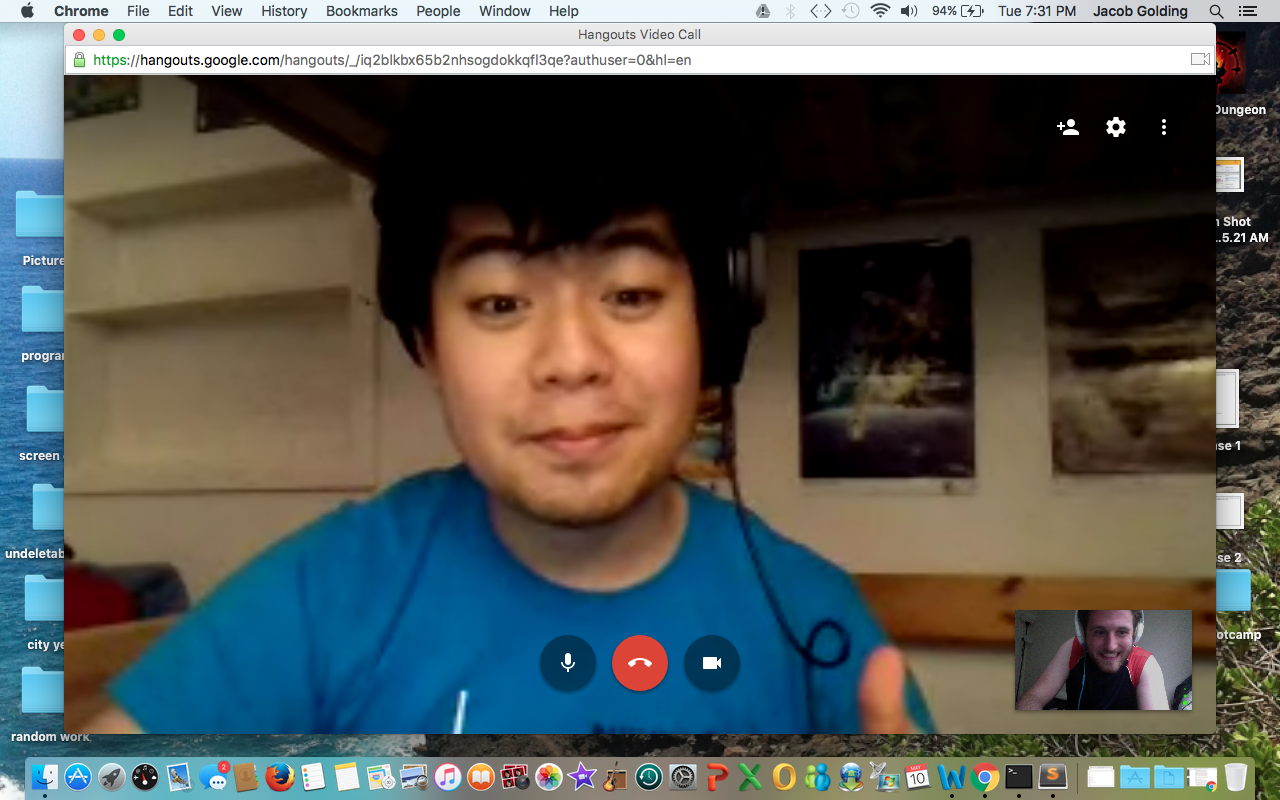 Chrome File Edit View History Bookmarks People Window Help 94% Tue 7:31 PM Jacob Golding
Hangouts Video Call
https://hangouts.google.com/hangouts/_/iq2blkbx65b2nhsogdokkqfl3qe?authuser=0&hl=en
Dungeon
Picture
Shot
.5.21 AM
program
screen
se 1
undeletab
se 2
city ye
otcamp
random work
2
MAY
10